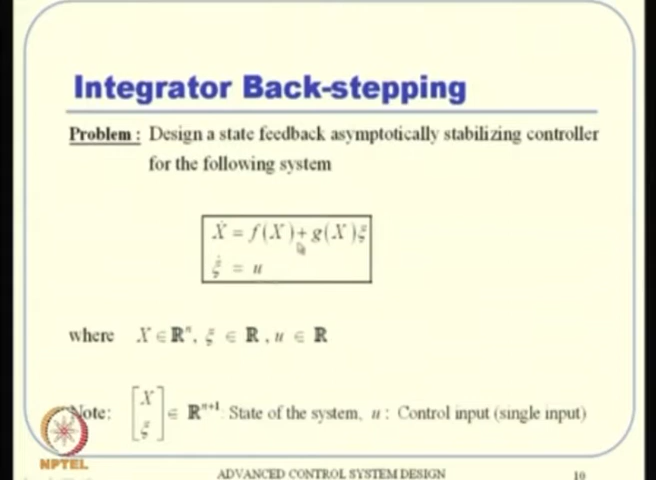 Integrator Back-stepping
Problem : Design a state feedback asymptotically stabilizing controller
for the following system
Ẋ = f(X) + g(X)ξ
ξ̇ = u
where X ∈ ℝⁿ, ξ ∈ ℝ, u ∈ ℝ
Note: [X ξ] ∈ ℝⁿ⁺¹: State of the system, u : Control input (single input)
NPTEL
ADVANCED CONTROL SYSTEM DESIGN
10